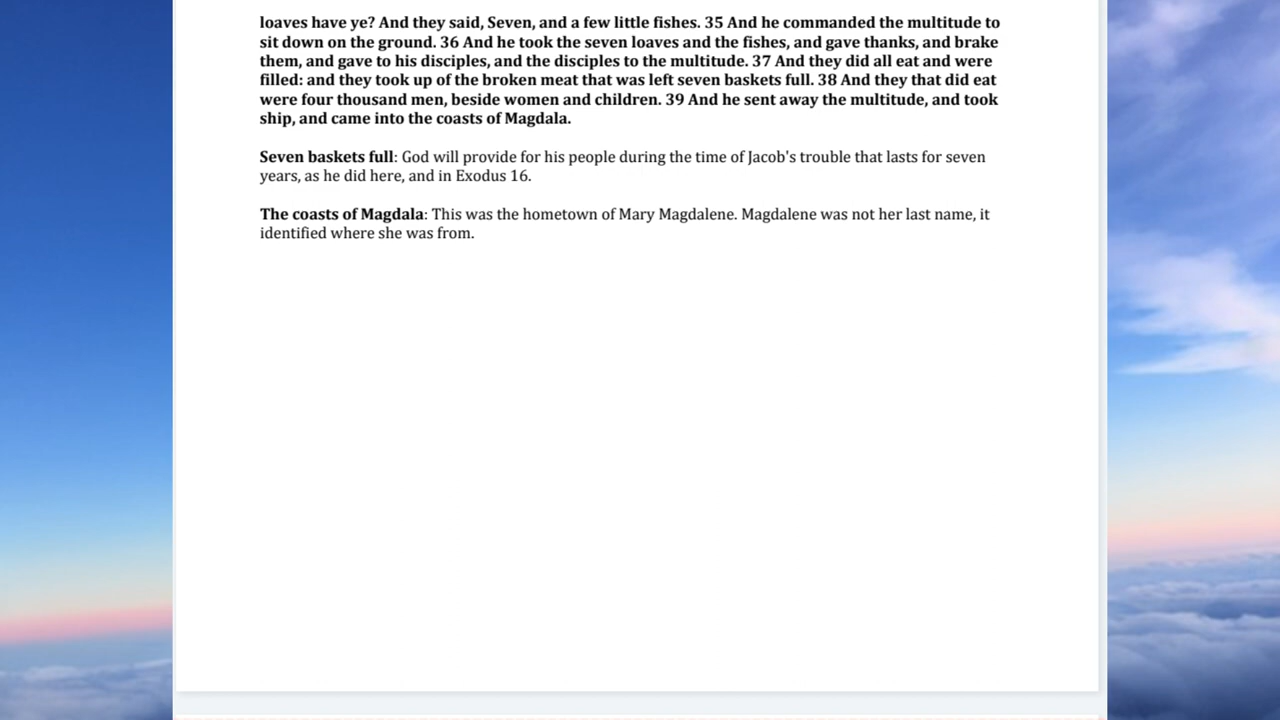 loaves have ye? And they said, Seven, and a few little fishes. 35 And he commanded the multitude to
sit down on the ground. 36 And he took the seven loaves and the fishes, and gave thanks, and brake
them, and gave to his disciples, and the disciples to the multitude. 37 And they did all eat and were
filled: and they took up of the broken meat that was left seven baskets full. 38 And they that did eat
were four thousand men, beside women and children. 39 And he sent away the multitude, and took
ship, and came into the coasts of Magdala.
Seven baskets full: God will provide for his people during the time of Jacob's trouble that lasts for seven
years, as he did here, and in Exodus 16.
The coasts of Magdala: This was the hometown of Mary Magdalene. Magdalene was not her last name, it
identified where she was from.